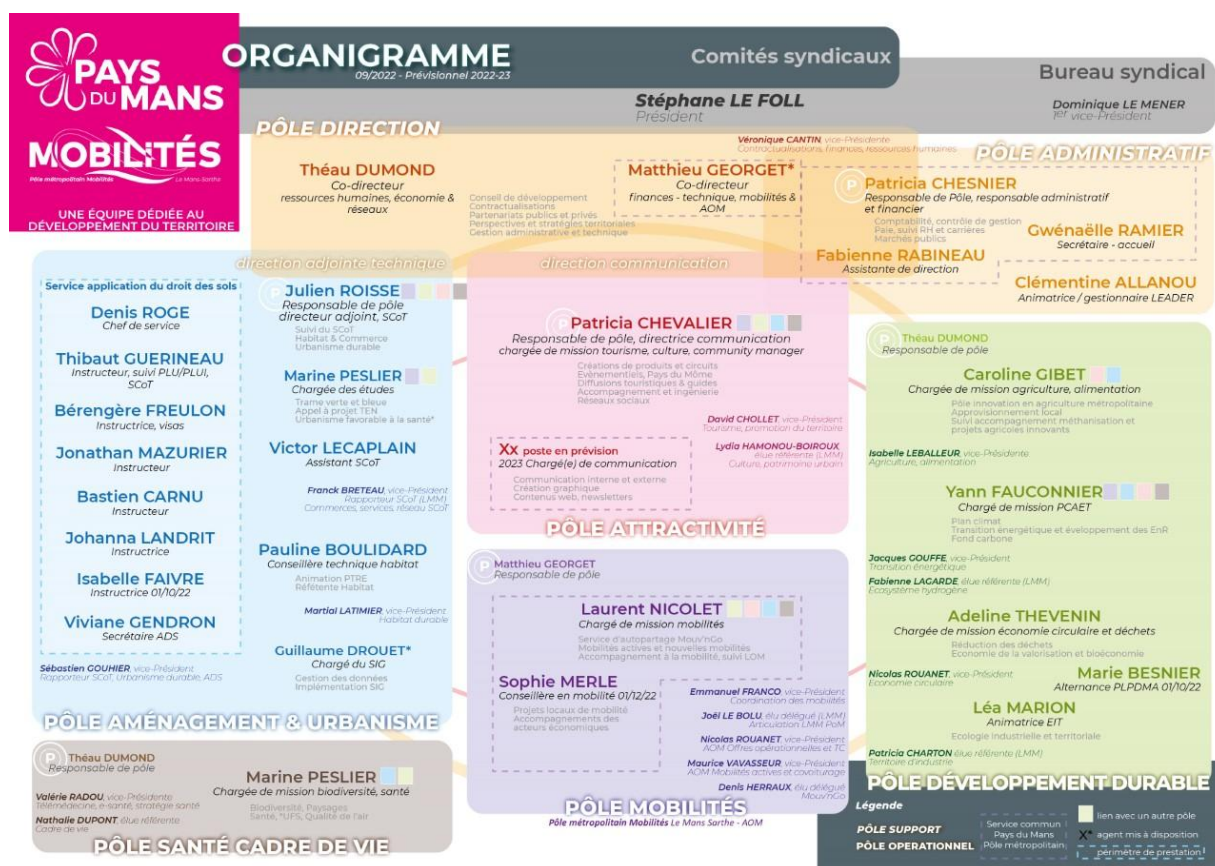 PAYS
DU MANS
MOBILITÉS
Pôle métropolitain Mobilités Le Mans-Sarthe
UNE ÉQUIPE DÉDIÉE AU
DÉVELOPPEMENT DU TERRITOIRE
ORGANIGRAMME
09/2022 - Prévisionnel 2022-23
Comités syndicaux
Bureau syndical
Stéphane LE FOLL
Président
Dominique LE MENER
1er vice-Président
PÔLE DIRECTION
Théau DUMOND
Co-directeur
ressources humaines, économie &
réseaux
Conseil de développement
Contractualisations
Partenariats publics et privés
Perspectives et stratégies territoriales
Gestion administrative et technique
Véronique CANTIN, vice-Présidente
Contractualisations, finances, ressources humaines
Matthieu GEORGET*
Co-directeur
finances - technique, mobilités &
AOM
PÔLE ADMINISTRATIF
P
Patricia CHESNIER
Responsable de Pôle, responsable administratif
et financier
Comptabilité, contrôle de gestion
Paie, suivi RH et carrières
Marchés publics
Gwénaëlle RAMIER
Secrétaire - accueil
Fabienne RABINEAU
Assistante de direction
Clémentine ALLANOU
Animatrice / gestionnaire LEADER
direction adjointe technique
direction communication
Service application du droit des sols
Denis ROGE
Chef de service
Thibaut GUERINEAU
Instructeur, suivi PLU/PLUI,
SCoT
Bérengère FREULON
Instructrice, visas
Jonathan MAZURIER
Instructeur
Bastien CARNU
Instructeur
Johanna LANDRIT
Instructrice
Isabelle FAIVRE
Instructrice 01/10/22
Viviane GENDRON
Secrétaire ADS
Sébastien GOUHIER, vice-Président
Rapporteur SCoT, Urbanisme durable, ADS
P
Julien ROISSE
Responsable de pôle
directeur adjoint, SCoT
Suivi du SCoT
Habitat & Commerce
Urbanisme durable
Marine PESLIER
Chargée des études
Trame verte et bleue
Appel à projet TEN
Urbanisme favorable à la santé*
Victor LECAPLAIN
Assistant SCoT
Franck BRETEAU, vice-Président
Rapporteur SCoT (LMM)
Commerces, services, réseau SCoT
Pauline BOULIDARD
Conseillère technique habitat
Animation PTRE
Référente Habitat
Martial LATIMIER, vice-Président
Habitat durable
Guillaume DROUET*
Chargé du SIG
Gestion des données
Implémentation SIG
PÔLE AMÉNAGEMENT & URBANISME
Patricia CHEVALIER
Responsable de pôle, directrice communication
chargée de mission tourisme, culture, community manager
Créations de produits et circuits
Evènementiels, Pays du Môme
Diffusions touristiques & guides
Accompagnement et ingénierie
Réseaux sociaux
David CHOLLET, vice-Président
Tourisme, promotion du territoire
Lydia HAMONOU-BOIROUX,
élue référente (LMM)
Culture, patrimoine urbain
Xx poste en prévision
2023 Chargé(e) de communication
Communication interne et externe
Création graphique
Contenus web, newsletters
PÔLE ATTRACTIVITÉ
P
Matthieu GEORGET
Responsable de pôle
Laurent NICOLET
Chargé de mission mobilités
Service d'autopartage Mouv'nGo
Mobilités actives et nouvelles mobilités
Accompagnement à la mobilité, suivi LOM
Sophie MERLE
Conseillère en mobilité 01/12/22
Projets locaux de mobilité
Accompagnements des
acteurs économiques
Emmanuel FRANCO, vice-Président
Coordination des mobilités
Joël LE BOLU, élu délégué (LMM)
Articulation LMM PoM
Nicolas ROUANET, vice-Président
AOM Offres opérationnelles et TC
Maurice VAVASSEUR, vice-Président
AOM Mobilités actives et covoiturage
Denis HERRAUX, élu délégué
Mouv'nGo
PÔLE MOBILITÉS
Pôle métropolitain Mobilités Le Mans Sarthe - AOM
P
Théau DUMOND
Responsable de pôle
Caroline GIBET
Chargée de mission agriculture, alimentation
Pôle innovation en agriculture métropolitaine
Approvisionnement local
Suivi accompagnement méthanisation et
projets agricoles innovants
Isabelle LEBALLEUR, vice-Présidente
Agriculture, alimentation
Yann FAUCONNIER
Chargé de mission PCAET
Plan climat
Transition énergétique et éveloppement des EnR
Fond carbone
Jacques GOUFFE, vice-Président
Transition énergétique
Fabienne LAGARDE, élue référente (LMM)
Ecosystème hydrogène
Adeline THEVENIN
Chargée de mission économie circulaire et déchets
Réduction des déchets
Economie de la valorisation et bioéconomie
Nicolas ROUANET, vice-Président
Economie circulaire
Marie BESNIER
Alternance PLPDMA 01/10/22
Léa MARION
Animatrice EIT
Ecologie industrielle et territoriale
Patricia CHARTON élue référente (LMM)
Territoire d'industrie
PÔLE DÉVELOPPEMENT DURABLE
P
Théau DUMOND
Responsable de pôle
Valérie RADOU, vice-Présidente
Télémédecine, e-santé, stratégie santé
Nathalie DUPONT, élue référente
Cadre de vie
Marine PESLIER
Chargée de mission biodiversité, santé
Biodiversité, Paysages
Santé, *UFS, Qualité de l'air
PÔLE SANTÉ CADRE DE VIE
Légende
PÔLE SUPPORT
PÔLE OPERATIONNEL
Service commun
Pays du Mans
Pôle métropolitain
lien avec un autre pôle
X* agent mis à disposition
périmètre de prestation